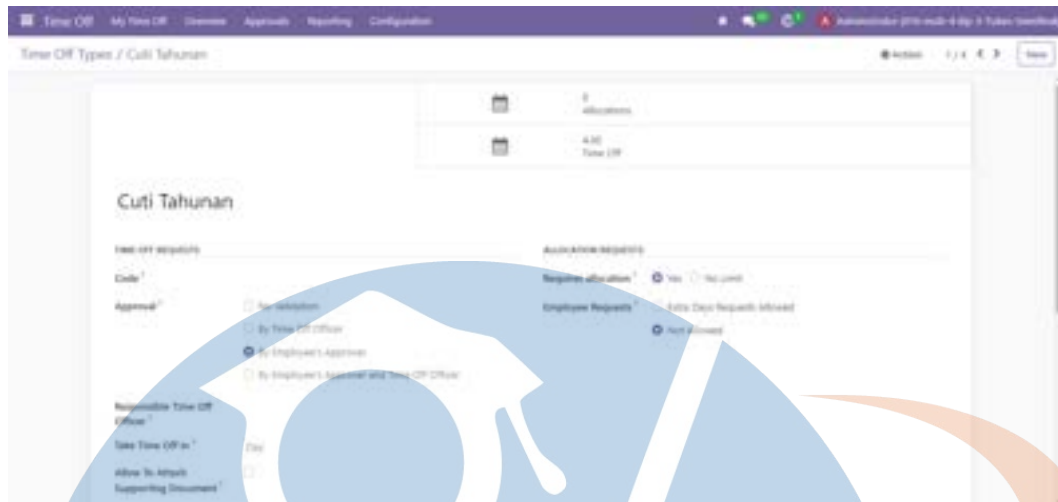 Time Off My Time Off Overview Approvals Reporting Configuration
Time Off Types / Cuti Tahunan
Action 1 / 4 New
Allocations
Time Off
Cuti Tahunan
TIME OFF REQUESTS ALLOCATION REQUESTS
Code ? Requires allocation ? Yes No Limit
Approval ? No Validation Employee Requests ? Extra Days Requests Allowed
By Time Off Officer Not Allowed
By Employee's Approver
By Employee's Approver and Time Off Officer
Responsible Time Off
Officer ?
Take Time Off in ? Day
Allow To Attach
Supporting Document ?